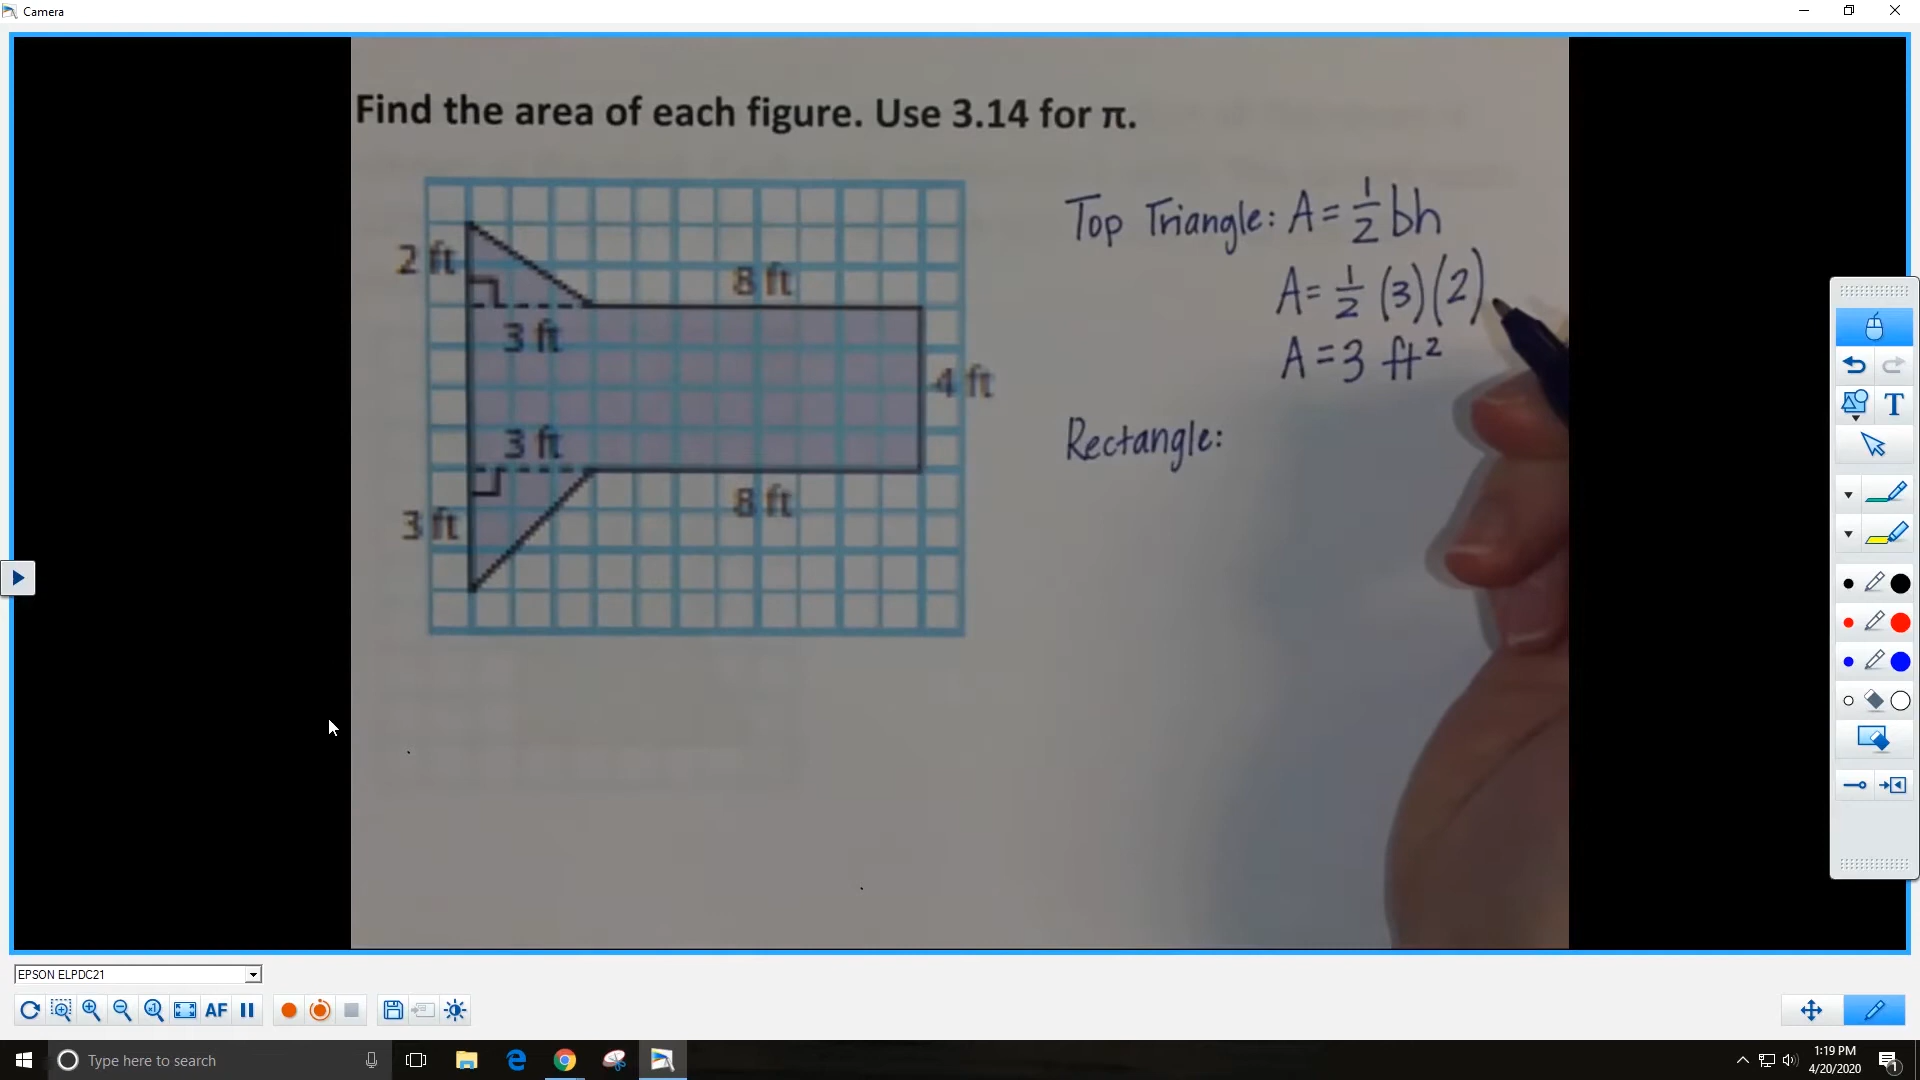 Camera
Find the area of each figure. Use 3.14 for π.
2 ft
8 ft
3 ft
4 ft
3 ft
8 ft
3 ft
Top Triangle: A = 1/2 bh
A = 1/2 (3)(2)
A = 3 ft²
Rectangle:
T
EPSON ELPDC21
AF
Type here to search
1:19 PM
4/20/2020
1